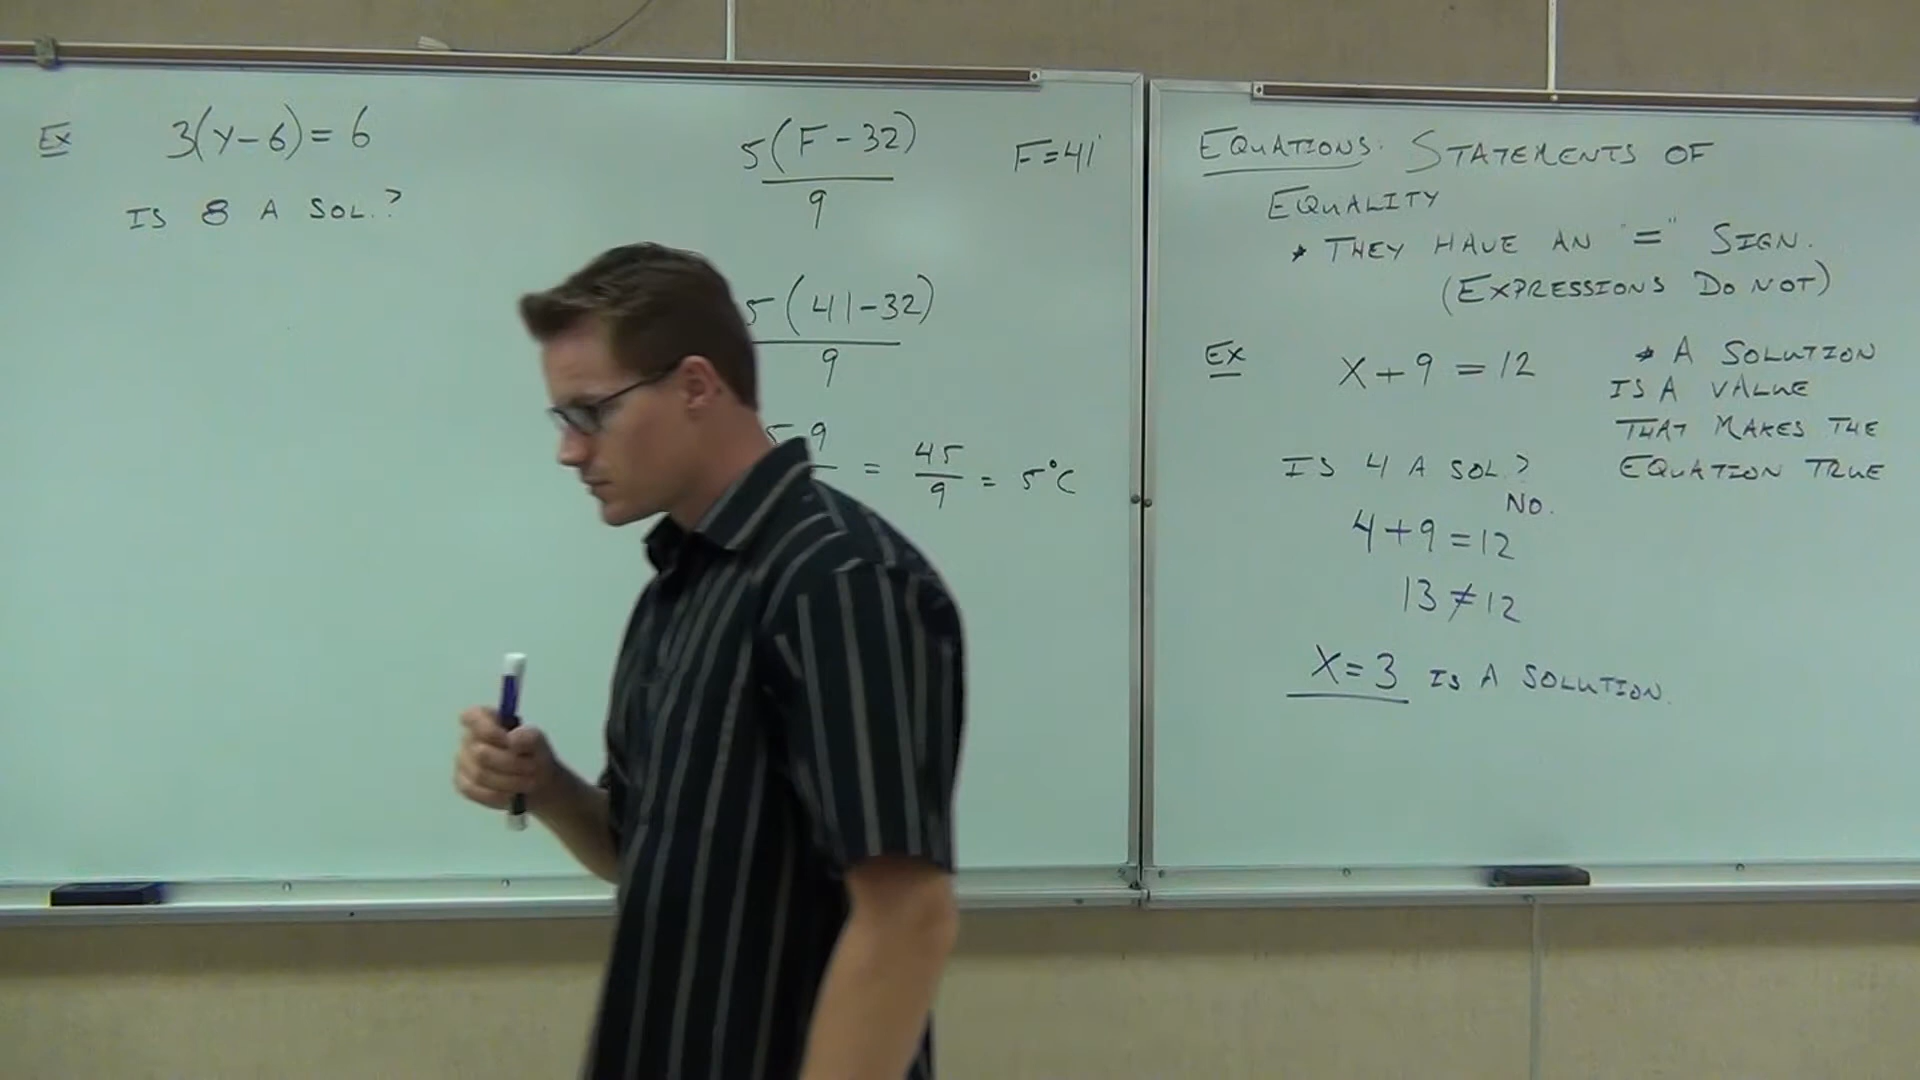 Ex 3(y-6)=6
IS 8 A SOL.?
5(F-32)
9
F=41
5(41-32)
9
5·9 = 45 = 5°C
9
EQUATIONS: STATEMENTS OF
EQUALITY
* THEY HAVE AN "=" SIGN.
(EXPRESSIONS DO NOT)
EX X+9=12
* A SOLUTION
IS A VALUE
THAT MAKES THE
EQUATION TRUE
IS 4 A SOL.?
NO.
4+9=12
13≠12
X=3 IS A SOLUTION.